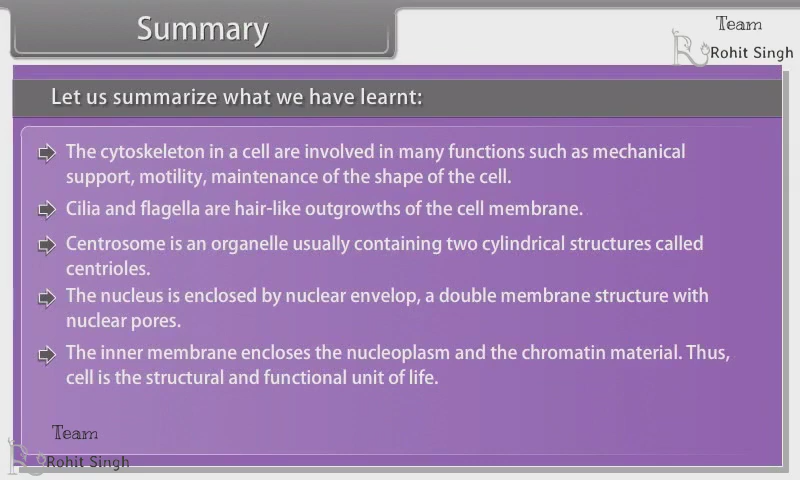 Summary
Team
Rohit Singh
Let us summarize what we have learnt:
The cytoskeleton in a cell are involved in many functions such as mechanical
support, motility, maintenance of the shape of the cell.
Cilia and flagella are hair-like outgrowths of the cell membrane.
Centrosome is an organelle usually containing two cylindrical structures called
centrioles.
The nucleus is enclosed by nuclear envelop, a double membrane structure with
nuclear pores.
The inner membrane encloses the nucleoplasm and the chromatin material. Thus,
cell is the structural and functional unit of life.
Team
Rohit Singh